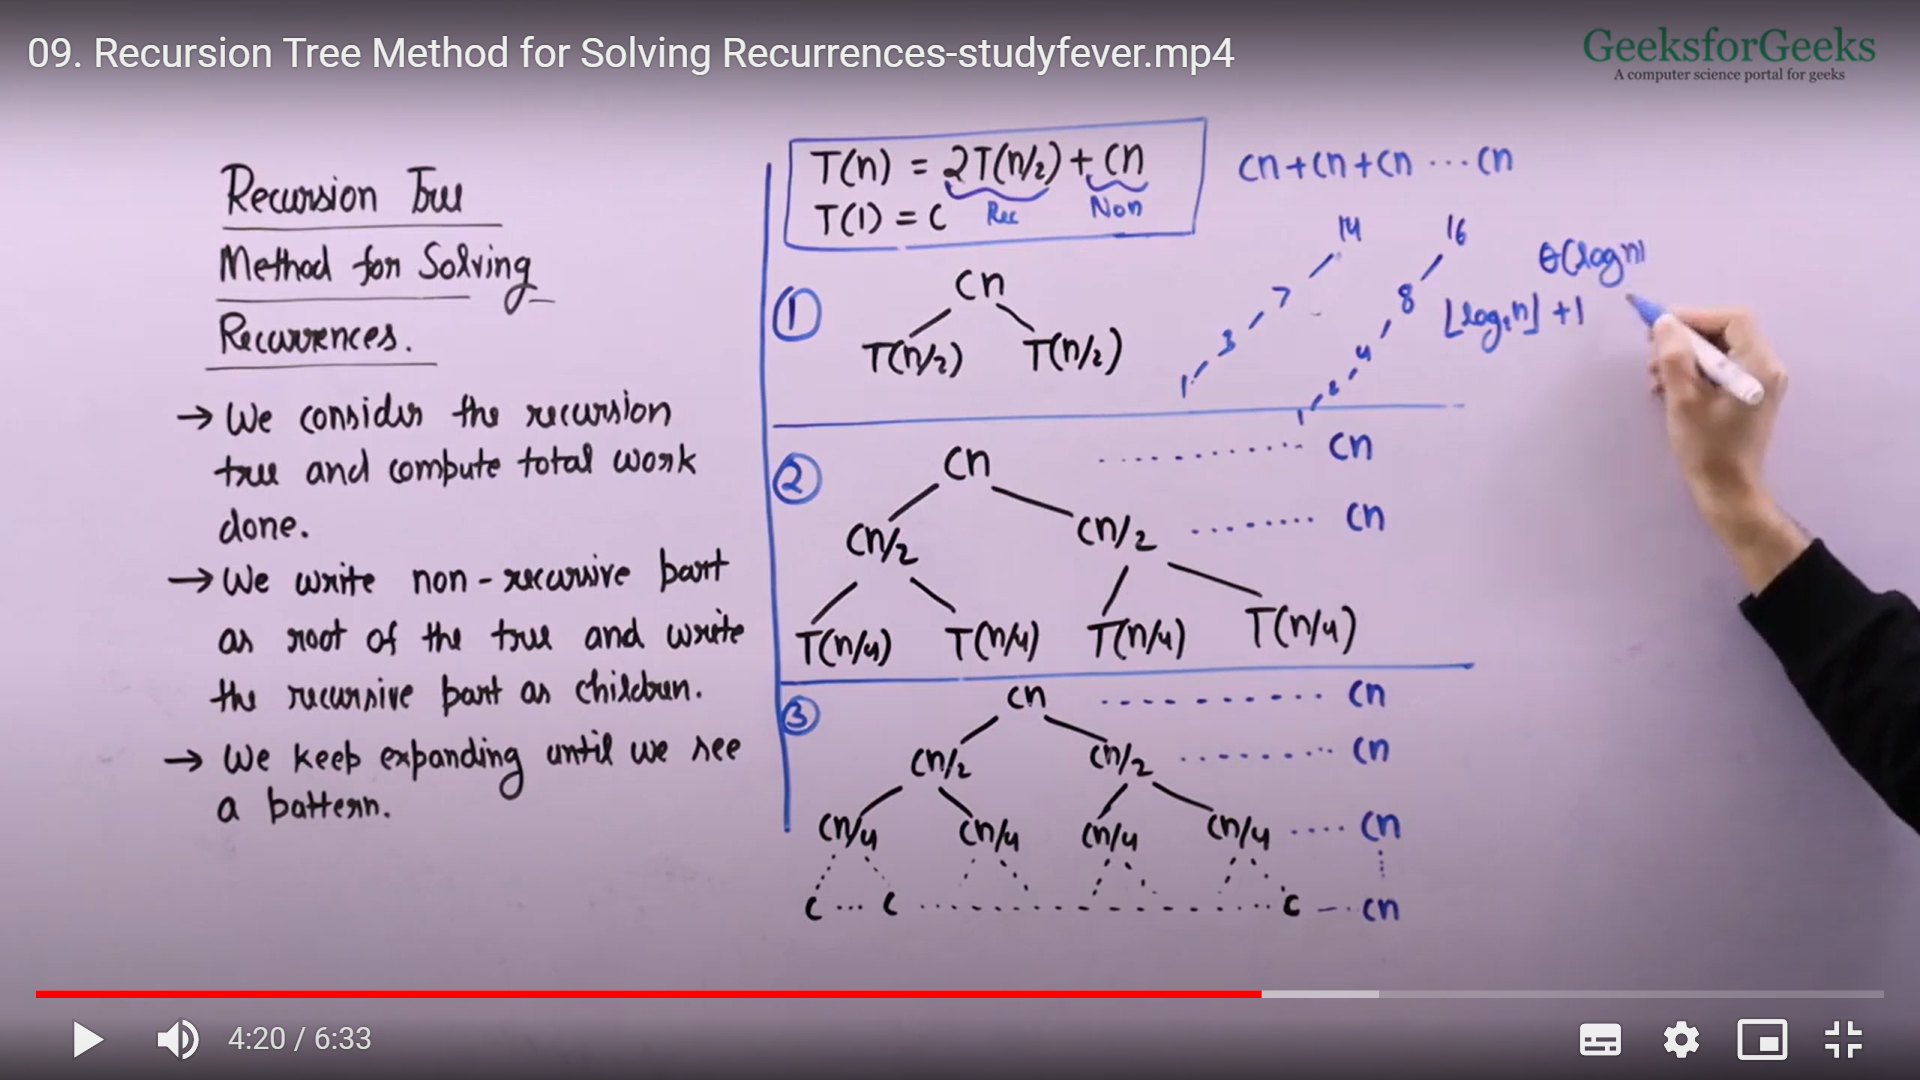 09. Recursion Tree Method for Solving Recurrences-studyfever.mp4
GeeksforGeeks
A computer science portal for geeks
Recursion Tree
Method for Solving
Recurrences.
→ We consider the recursion
tree and compute total work
done.
→ We write non-recursive part
as root of the tree and write
the recursive part as children.
→ We keep expanding until we see
a pattern.
T(n) = 2T(n/2) + cn
Rec Non
T(1) = C
cn + cn + cn ... cn
1 3 7 14
1 2 4 8 16
θ(log n)
⌊log₂n⌋ + 1
①
cn
T(n/2) T(n/2)
②
cn ........... cn
cn/2 cn/2 ........ cn
T(n/4) T(n/4) T(n/4) T(n/4)
③
cn ........... cn
cn/2 cn/2 ........ cn
cn/4 cn/4 cn/4 cn/4 .... cn
c ... c ........... c ... cn
4:20 / 6:33